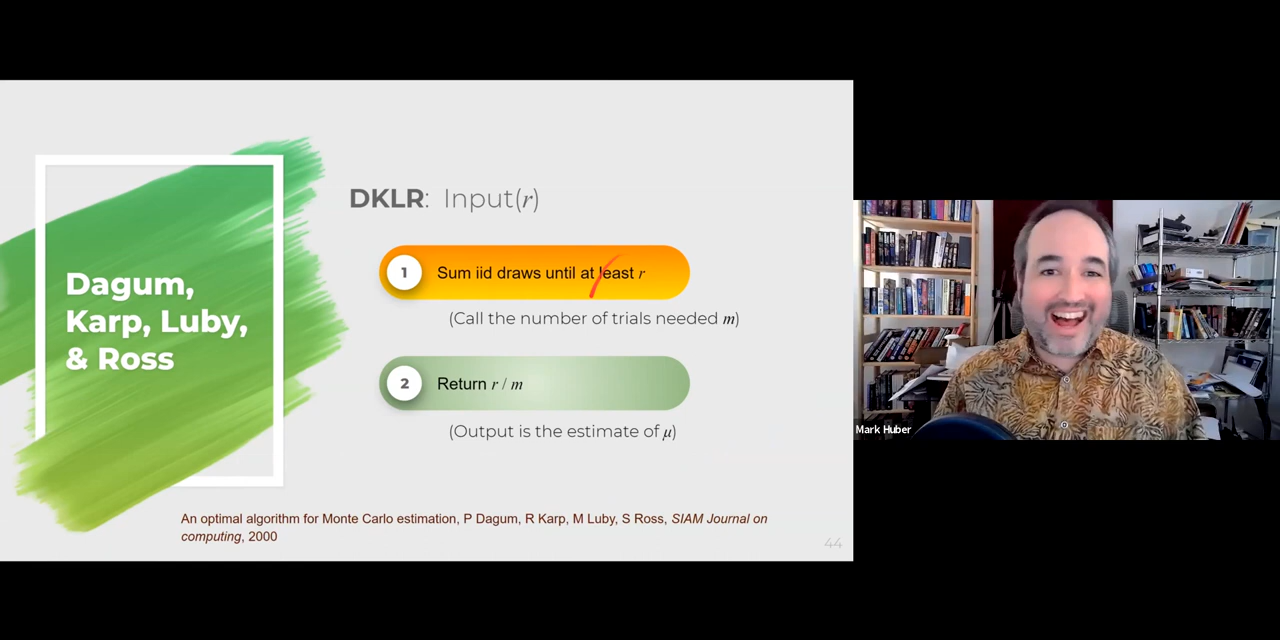 Dagum,
Karp, Luby,
& Ross
DKLR: Input(r)
1 Sum iid draws until at least r
(Call the number of trials needed m)
2 Return r / m
(Output is the estimate of μ)
An optimal algorithm for Monte Carlo estimation, P Dagum, R Karp, M Luby, S Ross, SIAM Journal on
computing, 2000
Mark Huber